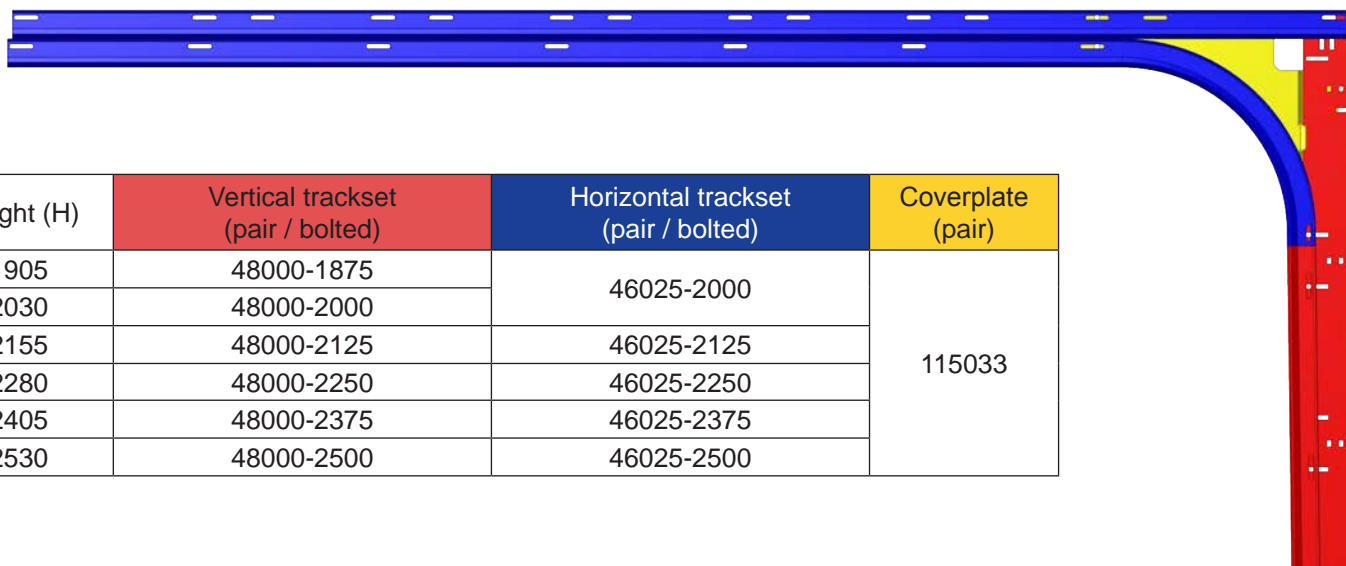 ght (H) Vertical trackset (pair / bolted) Horizontal trackset (pair / bolted) Coverplate (pair)
905 48000-1875 46025-2000 115033
2030 48000-2000
2155 48000-2125 46025-2125
2280 48000-2250 46025-2250
2405 48000-2375 46025-2375
2530 48000-2500 46025-2500